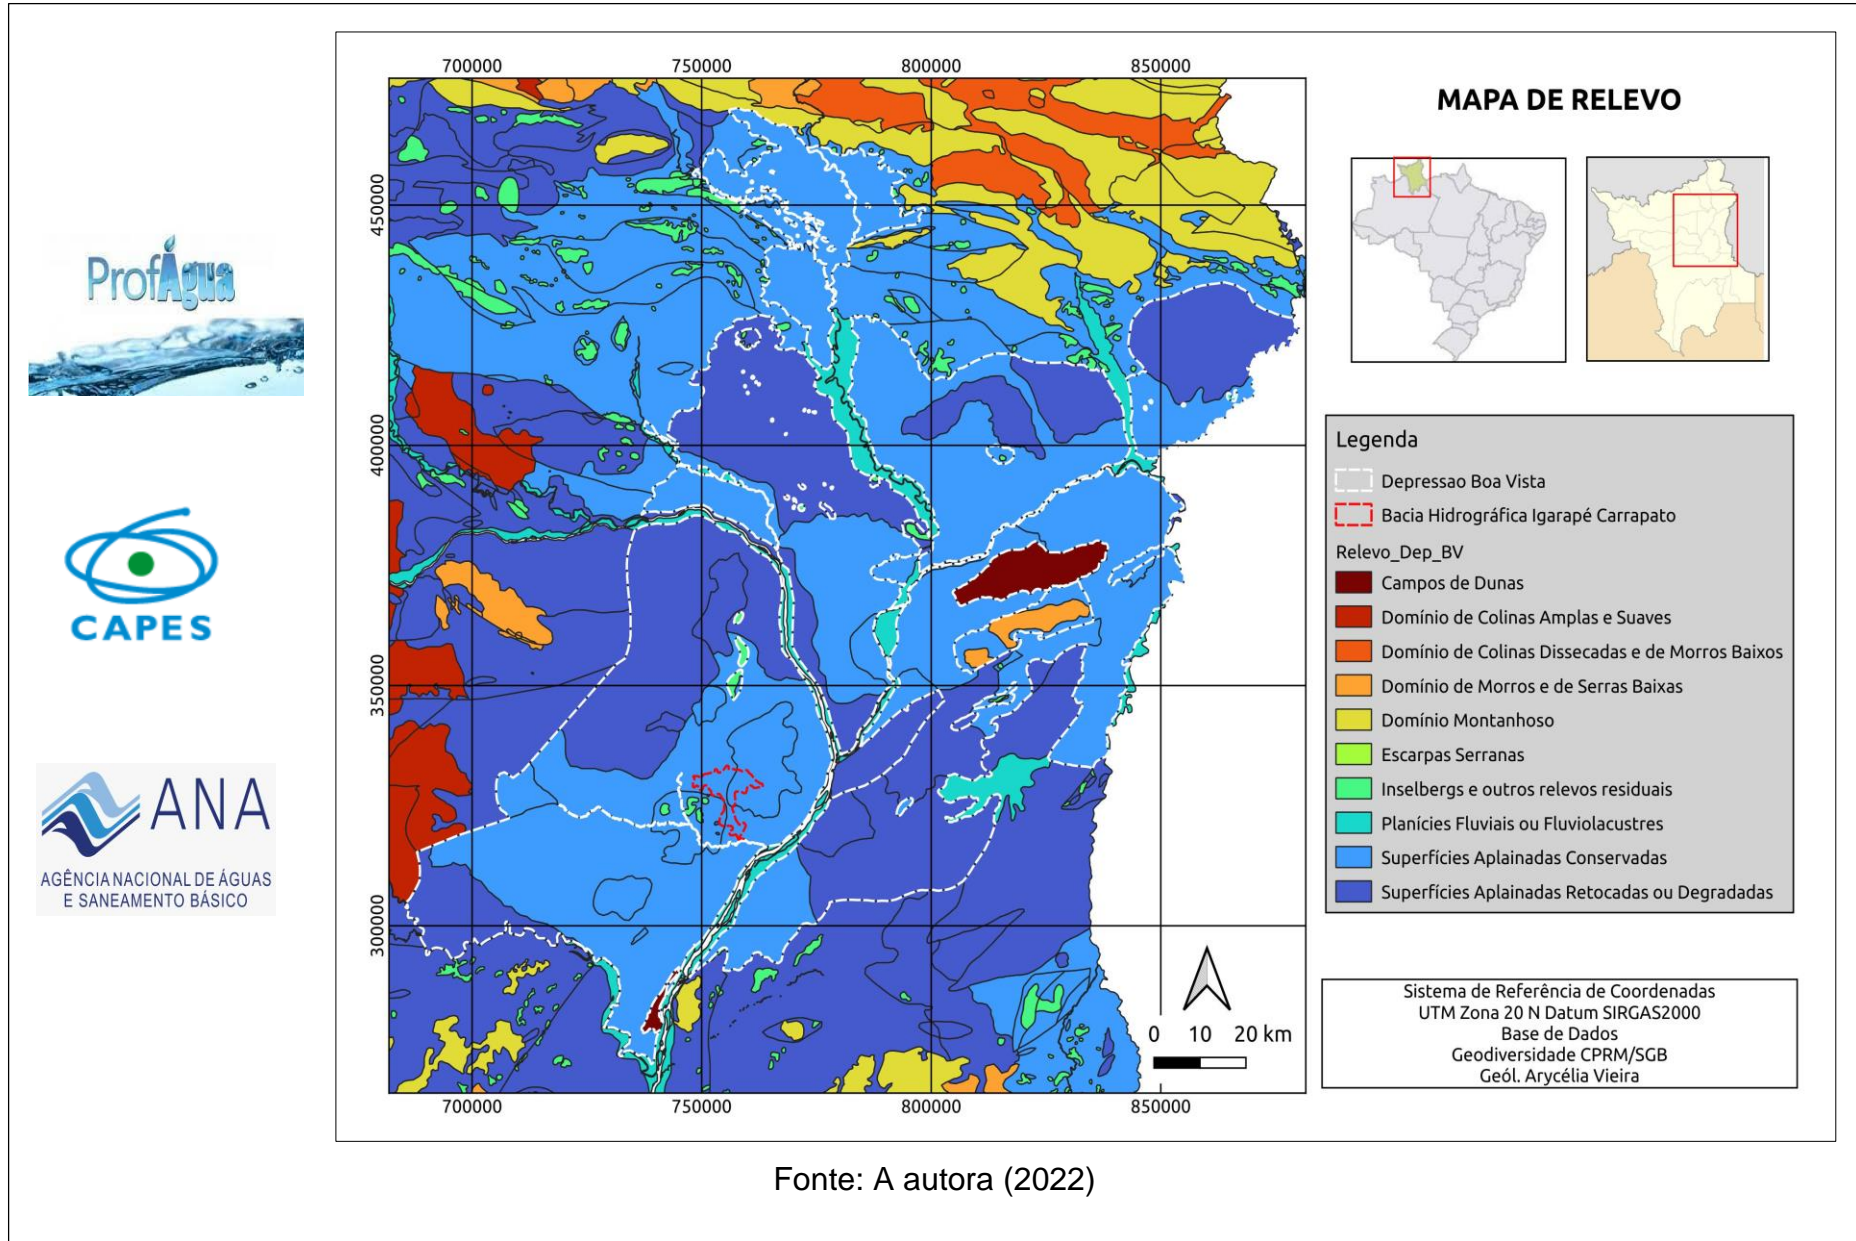 ProfÁgua
CAPES
ANA
AGÊNCIA NACIONAL DE ÁGUAS
E SANEAMENTO BÁSICO
700000
750000
800000
850000
450000
400000
350000
300000
700000
750000
800000
850000
0 10 20 km
MAPA DE RELEVO
Legenda
Depressao Boa Vista
Bacia Hidrográfica Igarapé Carrapato
Relevo_Dep_BV
Campos de Dunas
Domínio de Colinas Amplas e Suaves
Domínio de Colinas Dissecadas e de Morros Baixos
Domínio de Morros e de Serras Baixas
Domínio Montanhoso
Escarpas Serranas
Inselbergs e outros relevos residuais
Planícies Fluviais ou Fluviolacustres
Superfícies Aplainadas Conservadas
Superfícies Aplainadas Retocadas ou Degradadas
Sistema de Referência de Coordenadas
UTM Zona 20 N Datum SIRGAS2000
Base de Dados
Geodiversidade CPRM/SGB
Geól. Arycélia Vieira
Fonte: A autora (2022)